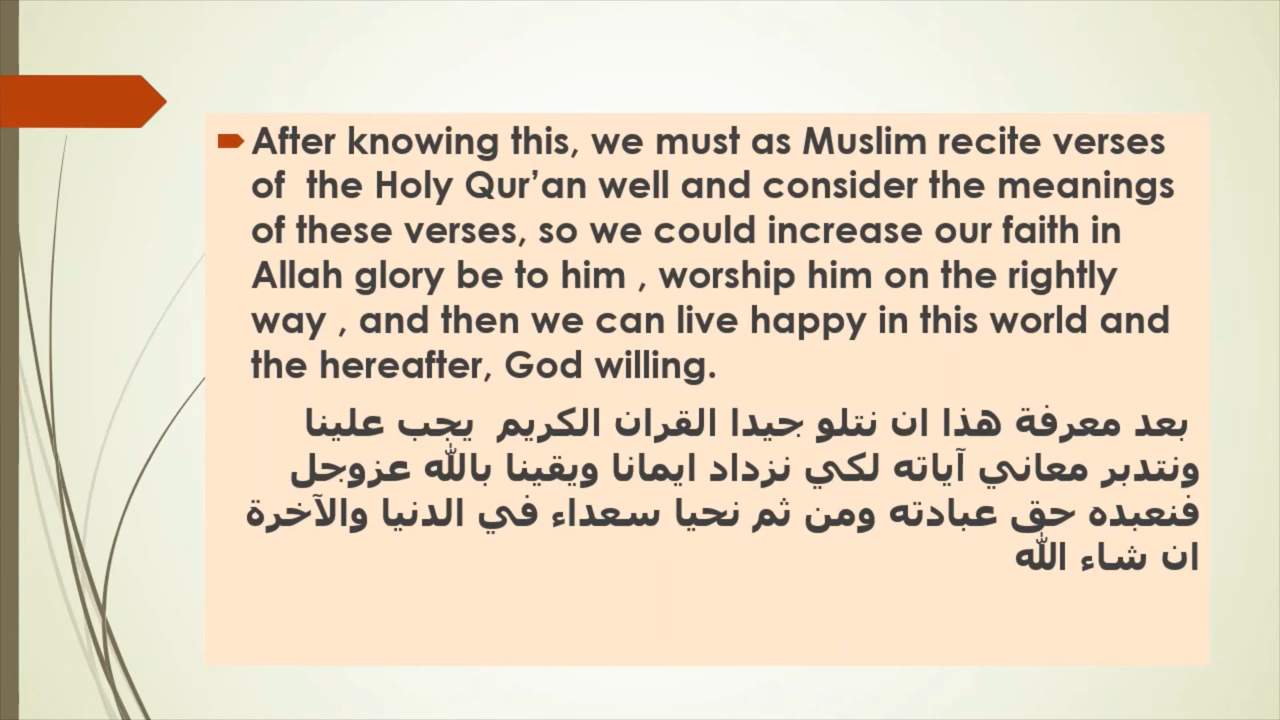 After knowing this, we must as Muslim recite verses
of the Holy Qur’an well and consider the meanings
of these verses, so we could increase our faith in
Allah glory be to him , worship him on the rightly
way , and then we can live happy in this world and
the hereafter, God willing.
بعد معرفة هذا ان نتلو جيدا القران الكريم يجب علينا
ونتدبر معاني آياته لكي نزداد ايمانا ويقينا بالله عزوجل
فنعبده حق عبادته ومن ثم نحيا سعداء في الدنيا والآخرة
ان شاء الله